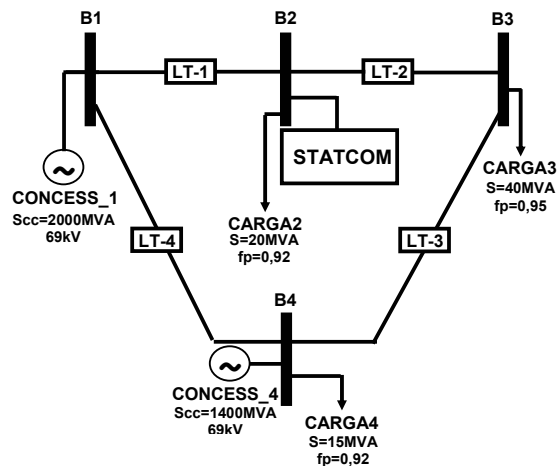 B1
B2
B3
LT-1
LT-2
STATCOM
CONCESS_1
Scc=2000MVA
69kV
CARGA2
S=20MVA
fp=0,92
CARGA3
S=40MVA
fp=0,95
LT-4
LT-3
B4
CONCESS_4
Scc=1400MVA
69kV
CARGA4
S=15MVA
fp=0,92